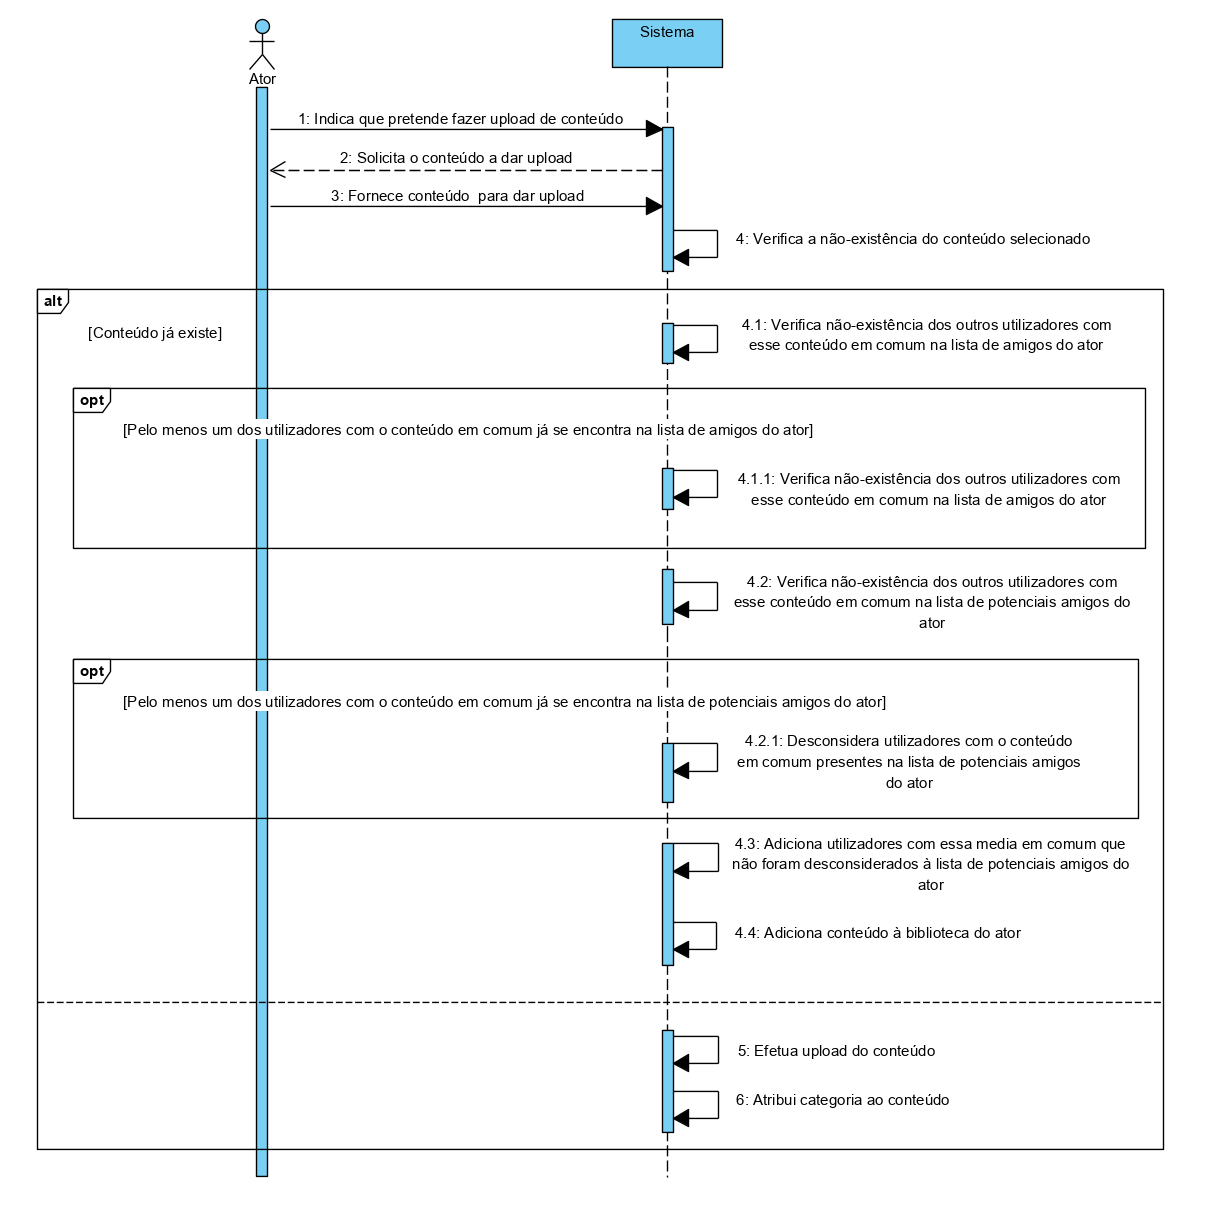 Sistema
Ator
1: Indica que pretende fazer upload de conteúdo
2: Solicita o conteúdo a dar upload
3: Fornece conteúdo  para dar upload
4: Verifica a não-existência do conteúdo selecionado
alt
[Conteúdo já existe]
4.1: Verifica não-existência dos outros utilizadores com
esse conteúdo em comum na lista de amigos do ator
opt
[Pelo menos um dos utilizadores com o conteúdo em comum já se encontra na lista de amigos do ator]
4.1.1: Verifica não-existência dos outros utilizadores com
esse conteúdo em comum na lista de amigos do ator
4.2: Verifica não-existência dos outros utilizadores com
esse conteúdo em comum na lista de potenciais amigos do
ator
opt
[Pelo menos um dos utilizadores com o conteúdo em comum já se encontra na lista de potenciais amigos do ator]
4.2.1: Desconsidera utilizadores com o conteúdo
em comum presentes na lista de potenciais amigos
do ator
4.3: Adiciona utilizadores com essa media em comum que
não foram desconsiderados à lista de potenciais amigos do
ator
4.4: Adiciona conteúdo à biblioteca do ator
5: Efetua upload do conteúdo
6: Atribui categoria ao conteúdo